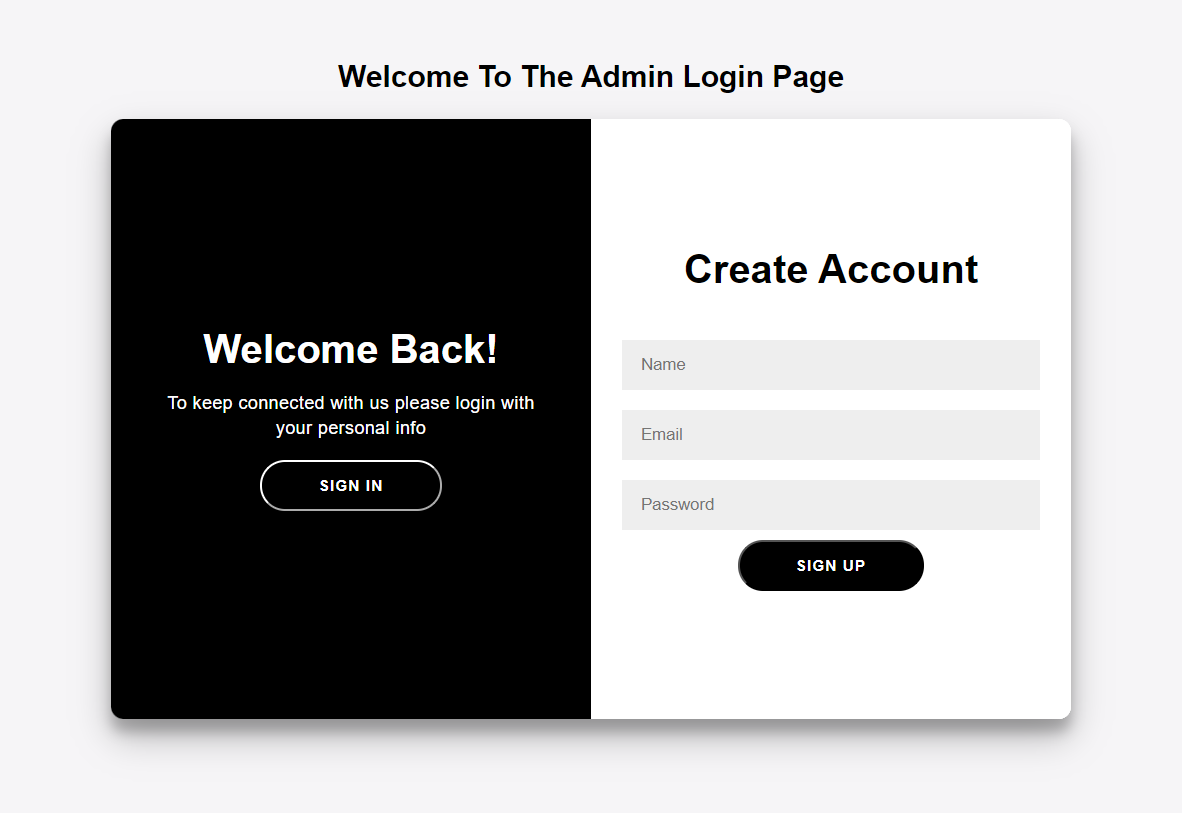 Welcome To The Admin Login Page
Welcome Back!
To keep connected with us please login with
your personal info
SIGN IN
Create Account
Name
Email
Password
SIGN UP